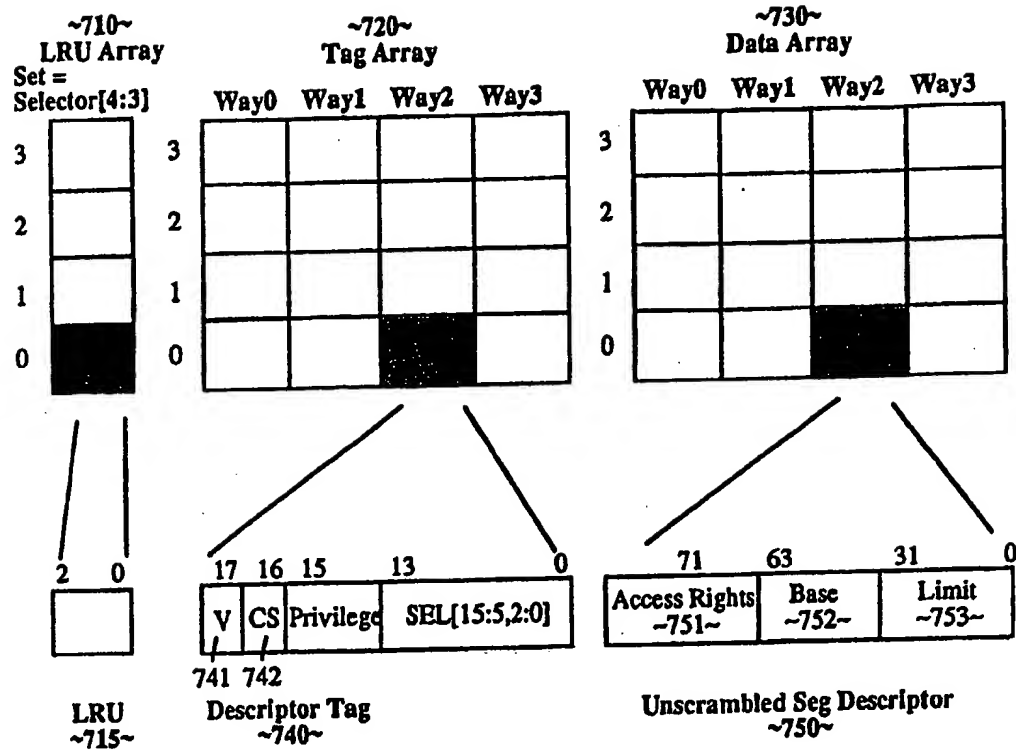 ~710~
LRU Array
Set =
Selector[4:3]
3
2
1
0
2 0
LRU
~715~
~720~
Tag Array
Way0 Way1 Way2 Way3
3
2
1
0
17 16 15 13 0
V CS Privilege SEL[15:5,2:0]
741 742
Descriptor Tag
~740~
~730~
Data Array
Way0 Way1 Way2 Way3
3
2
1
0
71 63 31 0
Access Rights Base Limit
~751~ ~752~ ~753~
Unscrambled Seg Descriptor
~750~